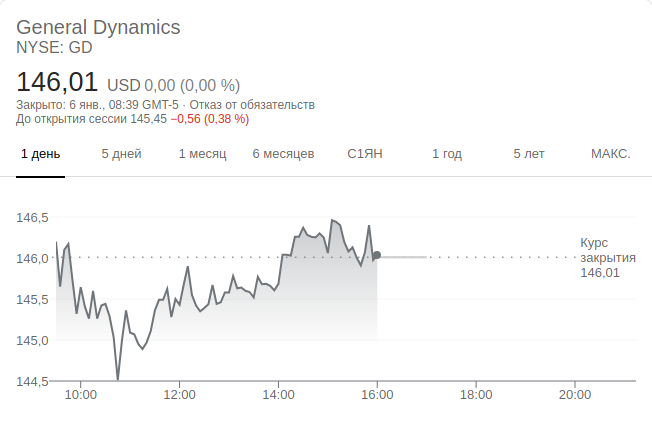 General Dynamics
NYSE: GD
146,01 USD 0,00 (0,00 %)
Закрыто: 6 янв., 08:39 GMT-5 · Отказ от обязательств
До открытия сессии 145,45 −0,56 (0,38 %)
1 день 5 дней 1 месяц 6 месяцев С1ЯН 1 год 5 лет МАКС.
146,5
146,0
145,5
145,0
144,5
Курс
закрытия
146,01
10:00 12:00 14:00 16:00 18:00 20:00